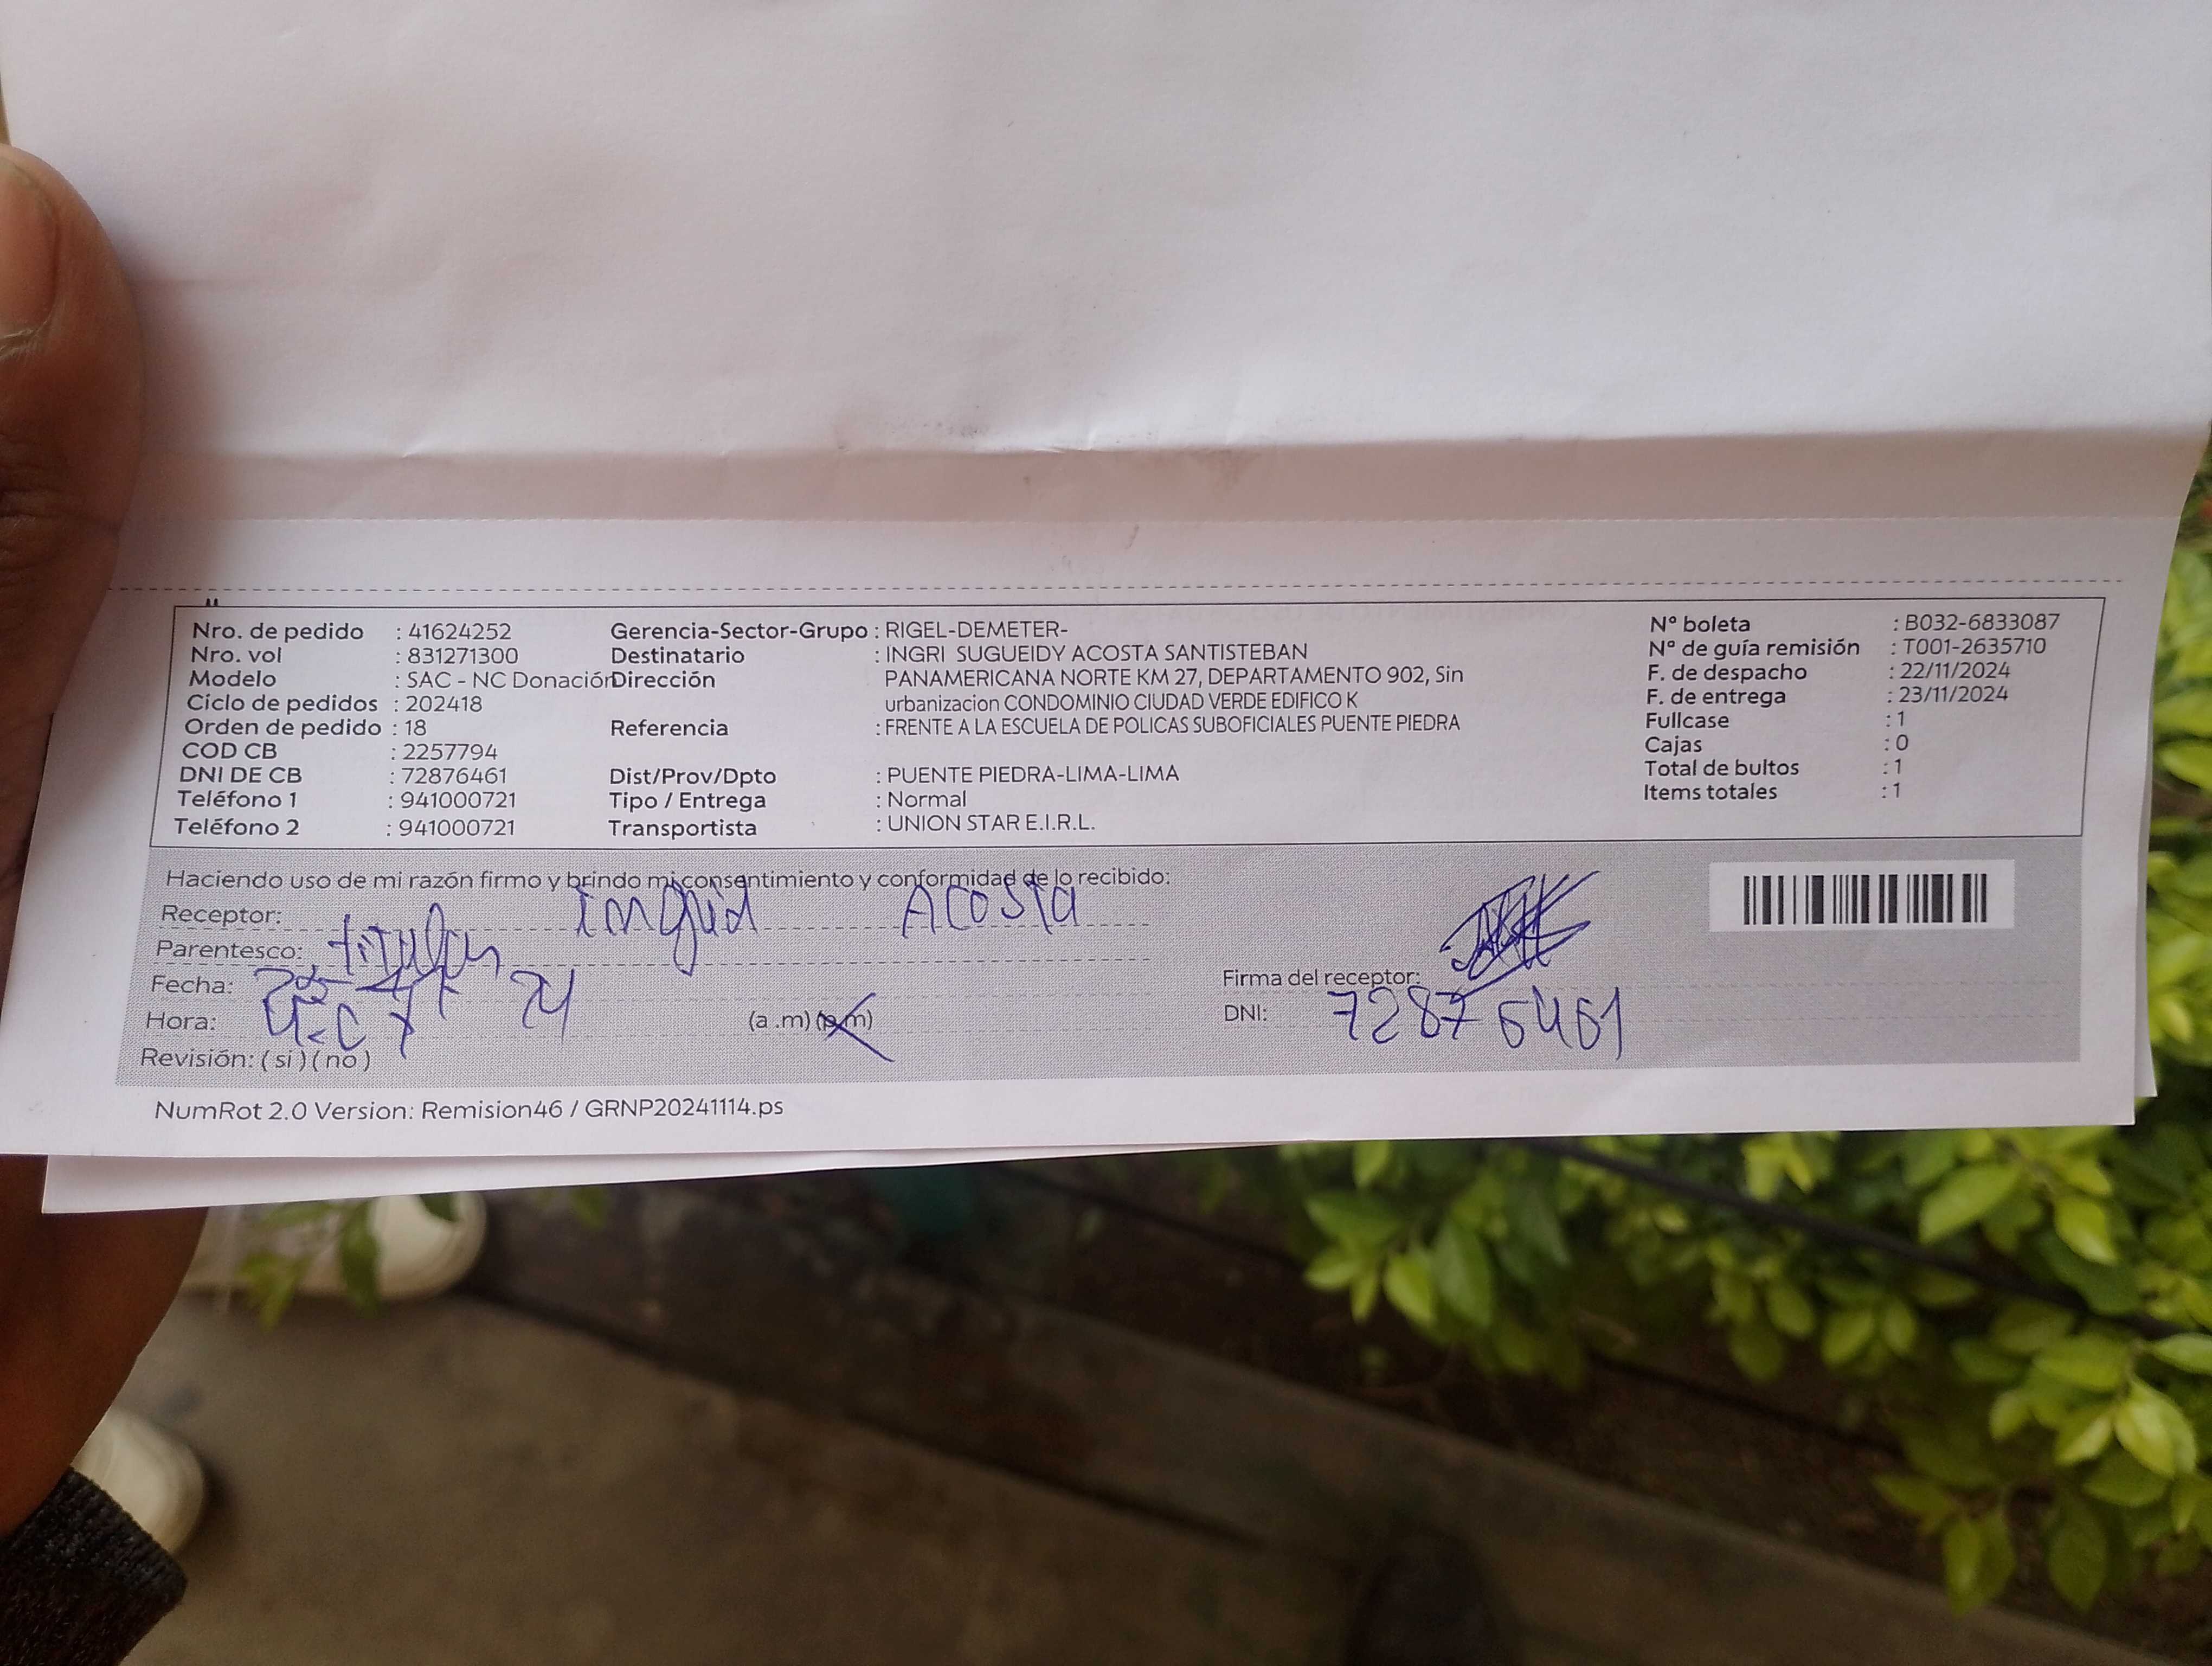 Nro. de pedido : 41624252
Nro. vol : 831271300
Modelo : SAC - NC Donación
Ciclo de pedidos : 202418
Orden de pedido : 18
COD CB : 2257794
DNI DE CB : 72876461
Teléfono 1 : 941000721
Teléfono 2 : 941000721
Gerencia-Sector-Grupo : RIGEL-DEMETER-
Destinatario : INGRI SUGUEIDY ACOSTA SANTISTEBAN
Dirección PANAMERICANA NORTE KM 27, DEPARTAMENTO 902, Sin
urbanizacion CONDOMINIO CIUDAD VERDE EDIFICO K
Referencia : FRENTE A LA ESCUELA DE POLICAS SUBOFICIALES PUENTE PIEDRA
Dist/Prov/Dpto : PUENTE PIEDRA-LIMA-LIMA
Tipo / Entrega : Normal
Transportista : UNION STAR E.I.R.L.
N° boleta : B032-6833087
N° de guía remisión : T001-2635710
F. de despacho : 22/11/2024
F. de entrega : 23/11/2024
Fullcase : 1
Cajas : 0
Total de bultos : 1
Items totales : 1
Haciendo uso de mi razón firmo y brindo mi consentimiento y conformidad de lo recibido:
Receptor: Acosta
Parentesco: titular
Fecha: 24
Hora: (a .m) (p.m)
Revisión: ( si ) ( no )
Firma del receptor:
DNI: 72876461
NumRot 2.0 Version: Remision46 / GRNP20241114.ps